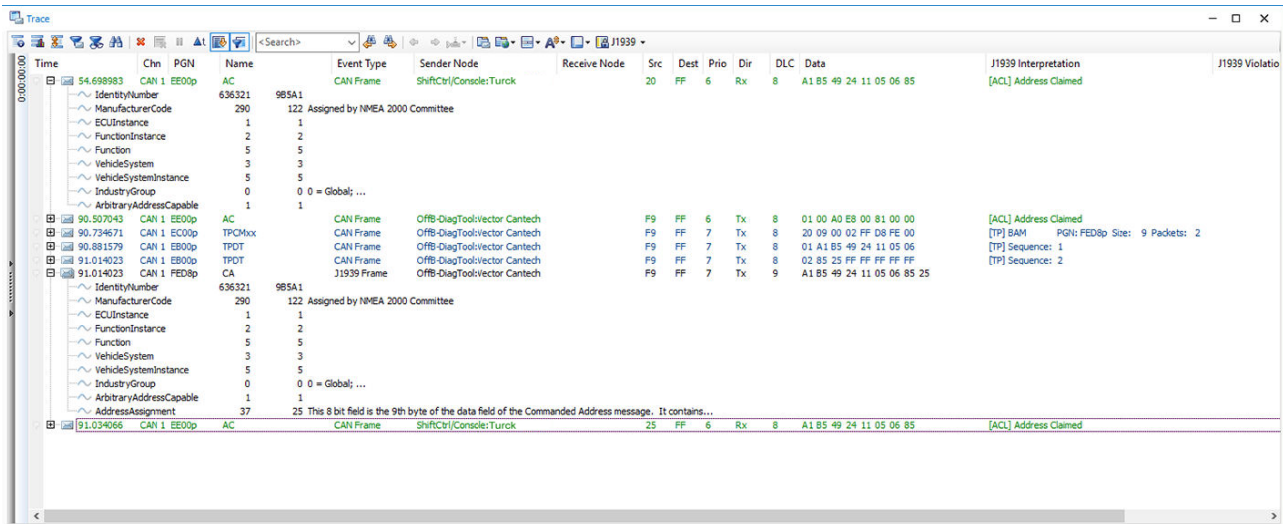 Trace
<Search>
J1939
0:00:00:00
Time Chn PGN Name Event Type Sender Node Receive Node Src Dest Prio Dir DLC Data J1939 Interpretation J1939 Violatio
54.698983 CAN 1 EE00p AC CAN Frame ShiftCtrl/Console:Turck 20 FF 6 Rx 8 A1 B5 49 24 11 05 06 85 [ACL] Address Claimed
IdentityNumber 636321 9B5A1
ManufacturerCode 290 122 Assigned by NMEA 2000 Committee
ECUInstance 1 1
FunctionInstance 2 2
Function 5 5
VehicleSystem 3 3
VehicleSystemInstance 5 5
IndustryGroup 0 0 0 = Global; ...
ArbitraryAddressCapable 1 1
90.507043 CAN 1 EE00p AC CAN Frame OffB-DiagTool:Vector Cantech F9 FF 6 Tx 8 01 00 A0 E8 00 81 00 00 [ACL] Address Claimed
90.734671 CAN 1 EC00p TPCMxx CAN Frame OffB-DiagTool:Vector Cantech F9 FF 7 Tx 8 20 09 00 02 FF D8 FE 00 [TP] BAM PGN: FED8p Size: 9 Packets: 2
90.881579 CAN 1 EB00p TPDT CAN Frame OffB-DiagTool:Vector Cantech F9 FF 7 Tx 8 01 A1 B5 49 24 11 05 06 [TP] Sequence: 1
91.014023 CAN 1 EB00p TPDT CAN Frame OffB-DiagTool:Vector Cantech F9 FF 7 Tx 8 02 85 25 FF FF FF FF FF [TP] Sequence: 2
91.014023 CAN 1 FED8p CA J1939 Frame OffB-DiagTool:Vector Cantech F9 FF 7 Tx 9 A1 B5 49 24 11 05 06 85 25
IdentityNumber 636321 9B5A1
ManufacturerCode 290 122 Assigned by NMEA 2000 Committee
ECUInstance 1 1
FunctionInstance 2 2
Function 5 5
VehicleSystem 3 3
VehicleSystemInstance 5 5
IndustryGroup 0 0 0 = Global; ...
ArbitraryAddressCapable 1 1
AddressAssignment 37 25 This 8 bit field is the 9th byte of the data field of the Commanded Address message. It contains...
91.034066 CAN 1 EE00p AC CAN Frame ShiftCtrl/Console:Turck 25 FF 6 Rx 8 A1 B5 49 24 11 05 06 85 [ACL] Address Claimed